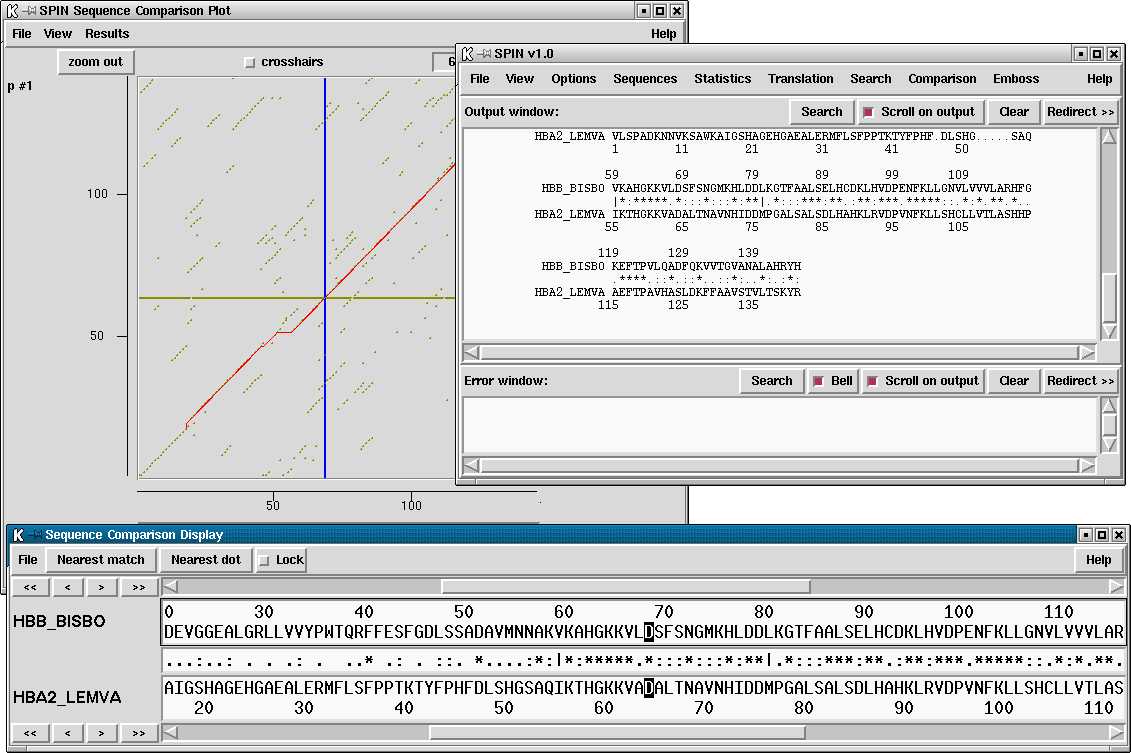 SPIN Sequence Comparison Plot
File View Results Help
zoom out crosshairs 6
p #1
100
50
50 100
SPIN v1.0
File View Options Sequences Statistics Translation Search Comparison Emboss Help
Output window: Search Scroll on output Clear Redirect >>
HBA2_LEMVA VLSPADKNNVKSAWKAIGSHAGEHGAEALERMFLSFPPTKTYFPHF.DLSHG.....SAQ
1 11 21 31 41 50
59 69 79 89 99 109
HBB_BISBO VKAHGKKVLDSFSNGMKHLDDLKGTFAALSELHCDKLHVDPENFKLLGNVLVVVLARHFG
|*:*****.*:::*:::*:**|.*:::***:**.:**:***.*****::.*:*.**.*..
HBA2_LEMVA IKTHGKKVADALTNAVNHIDDMPGALSALSDLHAHKLRVDPVNFKLLSHCLLVTLASHHP
55 65 75 85 95 105
119 129 139
HBB_BISBO KEFTPVLQADFQKVVTGVANALAHRYH
.****.::*.::*..::*:..*..:*:
HBA2_LEMVA AEFTPAVHASLDKFFAAVSTVLTSKYR
115 125 135
Error window: Search Bell Scroll on output Clear Redirect >>
Sequence Comparison Display
File Nearest match Nearest dot Lock Help
<< < > >>
0 30 40 50 60 70 80 90 100 110
HBB_BISBO DEVGGEALGRLLVVYPWTQRFFESFGDLSSADAVMNNAKVKAHGKKVLDSFSNGMKHLDDLKGTFAALSELHCDKLHVDPENFKLLGNVLVVVLAR
HBA2_LEMVA AIGSHAGEHGAEALERMFLSFPPTKTYFPHFDLSHGSAQIKTHGKKVADALTNAVNHIDDMPGALSALSDLHAHKLRVDPVNFKLLSHCLLVTLAS
20 30 40 50 60 70 80 90 100 110
<< < > >>